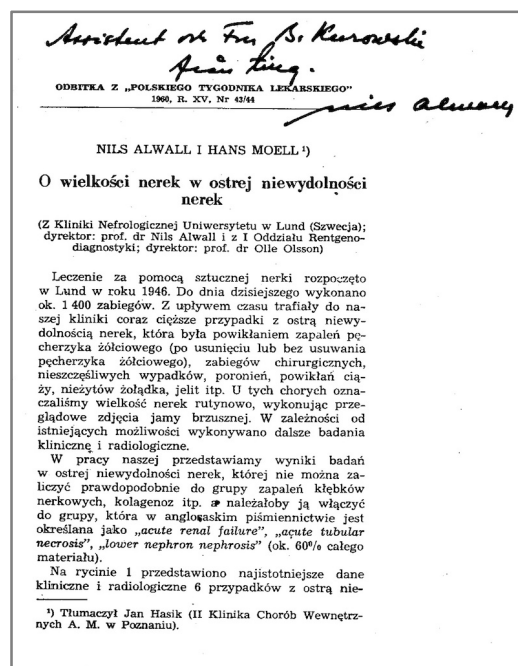 Assistent och Fru B. Kurowski
från
nils alwall
ODBITKA Z „POLSKIEGO TYGODNIKA LEKARSKIEGO”
1960, R. XV, Nr 43/44
NILS ALWALL I HANS MOELL ¹)
O wielkości nerek w ostrej niewydolności
nerek
(Z Kliniki Nefrologicznej Uniwersytetu w Lund (Szwecja);
dyrektor: prof. dr Nils Alwall i z I Oddziału Rentgeno-
diagnostyki; dyrektor: prof. dr Olle Olsson)
Leczenie za pomocą sztucznej nerki rozpoczęto
w Lund w roku 1946. Do dnia dzisiejszego wykonano
ok. 1 400 zabiegów. Z upływem czasu trafiały do na-
szej kliniki coraz cięższe przypadki z ostrą niewy-
dolnością nerek, która była powikłaniem zapaleń pę-
cherzyka żółciowego (po usunięciu lub bez usuwania
pęcherzyka żółciowego), zabiegów chirurgicznych,
nieszczęśliwych wypadków, poronień, powikłań cią-
ży, nieżytów żołądka, jelit itp. U tych chorych ozna-
czaliśmy wielkość nerek rutynowo, wykonując prze-
glądowe zdjęcia jamy brzusznej. W zależności od
istniejących możliwości wykonywano dalsze badania
kliniczne i radiologiczne.
W pracy naszej przedstawiamy wyniki badań
w ostrej niewydolności nerek, której nie można za-
liczyć prawdopodobnie do grupy zapaleń kłębków
nerkowych, kolagenoz itp. a należałoby ją włączyć
do grupy, która w anglosaskim piśmiennictwie jest
określana jako „acute renal failure”, „acute tubular
necrosis”, „lower nephron nephrosis” (ok. 60% całego
materiału).
Na rycinie 1 przedstawiono najistotniejsze dane
kliniczne i radiologiczne 6 przypadków z ostrą nie-
¹) Tłumaczył Jan Hasik (II Klinika Chorób Wewnętrz-
nych A. M. w Poznaniu).